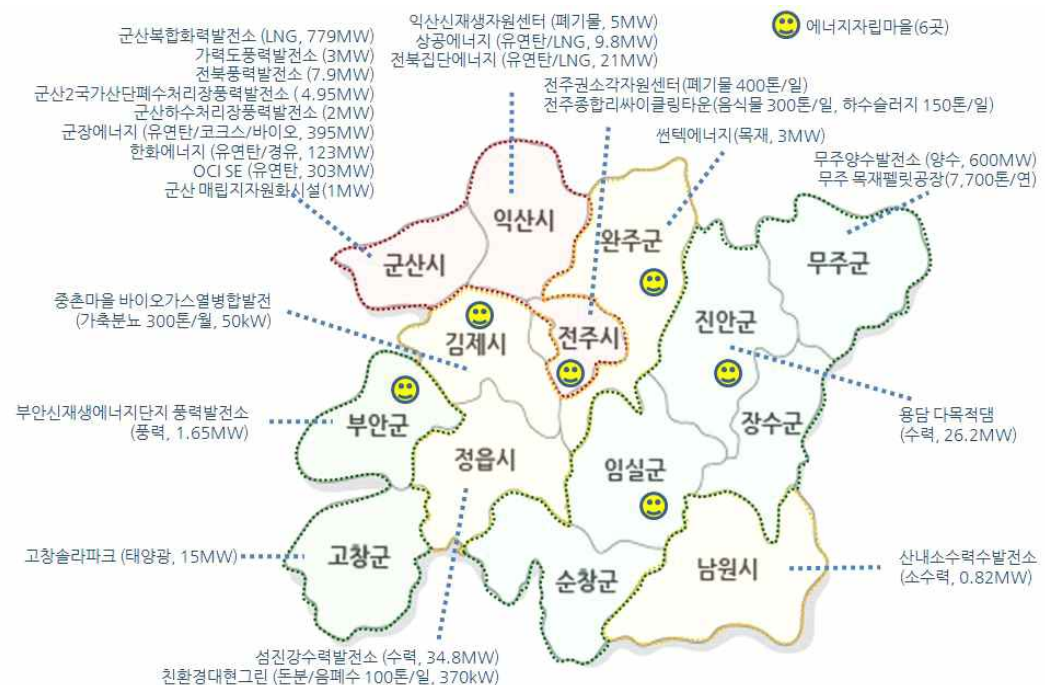 익산신재생자원센터 (폐기물, 5MW)
상공에너지 (유연탄/LNG, 9.8MW)
전북집단에너지 (유연탄/LNG, 21MW)
에너지자립마을(6곳)
군산복합화력발전소 (LNG, 779MW)
가력도풍력발전소 (3MW)
전북풍력발전소 (7.9MW)
군산2국가산단폐수처리장풍력발전소 ( 4.95MW)
군산하수처리장풍력발전소 (2MW)
군장에너지 (유연탄/코크스/바이오, 395MW)
한화에너지 (유연탄/경유, 123MW)
OCI SE (유연탄, 303MW)
군산 매립지자원화시설(1MW)
전주권소각자원센터(폐기물 400톤/일)
전주종합리싸이클링타운(음식물 300톤/일, 하수슬러지 150톤/일)
썬텍에너지(목재, 3MW)
무주양수발전소 (양수, 600MW)
무주 목재펠릿공장(7,700톤/연)
익산시
완주군
군산시
무주군
중촌마을 바이오가스열병합발전
(가축분뇨 300톤/월, 50kW)
김제시
전주시
진안군
부안신재생에너지단지 풍력발전소
(풍력, 1.65MW)
부안군
장수군
용담 다목적댐
(수력, 26.2MW)
정읍시
임실군
고창솔라파크 (태양광, 15MW)
고창군
순창군
남원시
산내소수력수발전소
(소수력, 0.82MW)
섬진강수력발전소 (수력, 34.8MW)
친환경대현그린 (돈분/음폐수 100톤/일, 370kW)